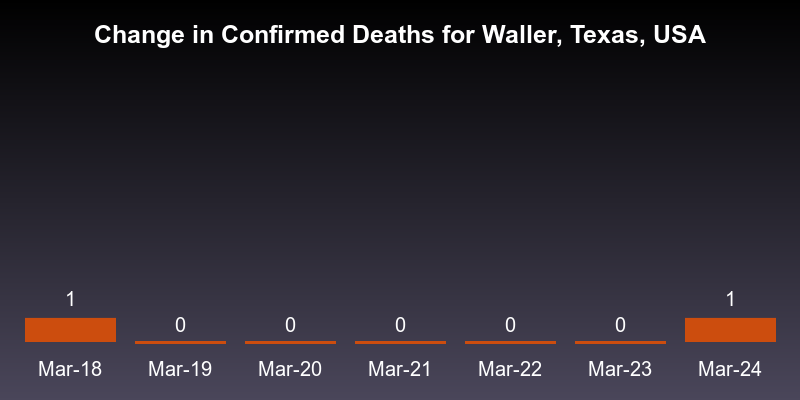 Change in Confirmed Deaths for Waller, Texas, USA
1 0 0 0 0 0 1
Mar-18 Mar-19 Mar-20 Mar-21 Mar-22 Mar-23 Mar-24